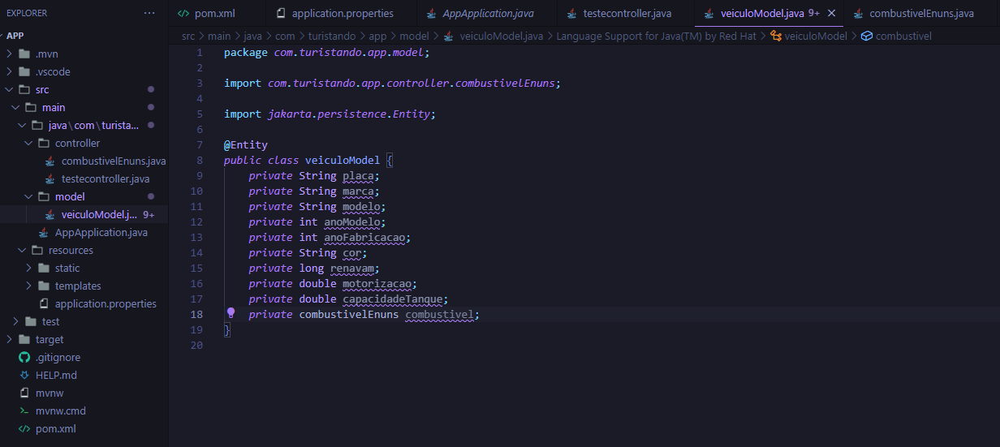 EXPLORER ···
APP
.mvn
.vscode
src
main
java\com\turista...
controller
combustivelEnuns.java
testecontroller.java
model
veiculoModel.j... 9+
AppApplication.java
resources
static
templates
application.properties
test
target
.gitignore
HELP.md
mvnw
mvnw.cmd
pom.xml
pom.xml application.properties AppApplication.java testecontroller.java veiculoModel.java 9+ combustivelEnuns.java
src > main > java > com > turistando > app > model > veiculoModel.java > Language Support for Java(TM) by Red Hat > veiculoModel > combustivel
1 package com.turistando.app.model;
2
3 import com.turistando.app.controller.combustivelEnuns;
4
5 import jakarta.persistence.Entity;
6
7 @Entity
8 public class veiculoModel {
9 private String placa;
10 private String marca;
11 private String modelo;
12 private int anoModelo;
13 private int anoFabricacao;
14 private String cor;
15 private long renavam;
16 private double motorizacao;
17 private double capacidadeTanque;
18 private combustivelEnuns combustivel;
19 }
20